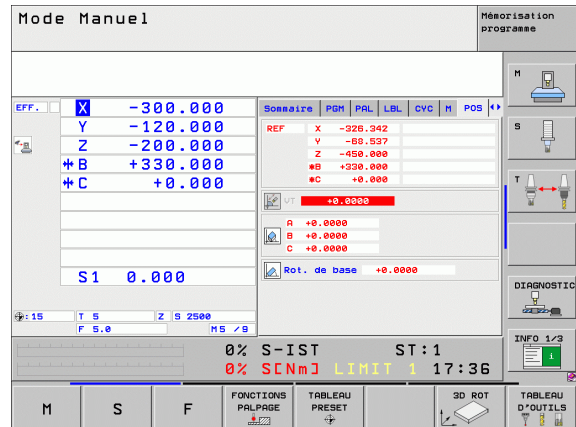 Mode Manuel
Mémorisation
programme
EFF. X -300.000
Y -120.000
Z -200.000
B +330.000
C +0.000
S1 0.000
:15 T 5 Z S 2500
F 5.0 M5 /9
Sommaire PGM PAL LBL CYC M POS
REF X -326.342
Y -68.537
Z -450.000
*B +330.000
*C +0.000
VT +0.0000
A +0.0000
B +0.0000
C +0.0000
Rot. de base +0.0000
0% S-IST ST:1
0% S[Nm] LIMIT 1 17:36
M
S
T
DIAGNOSTIC
INFO 1/3
M
S
F
FONCTIONS
PALPAGE
TABLEAU
PRESET
3D ROT
TABLEAU
D'OUTILS